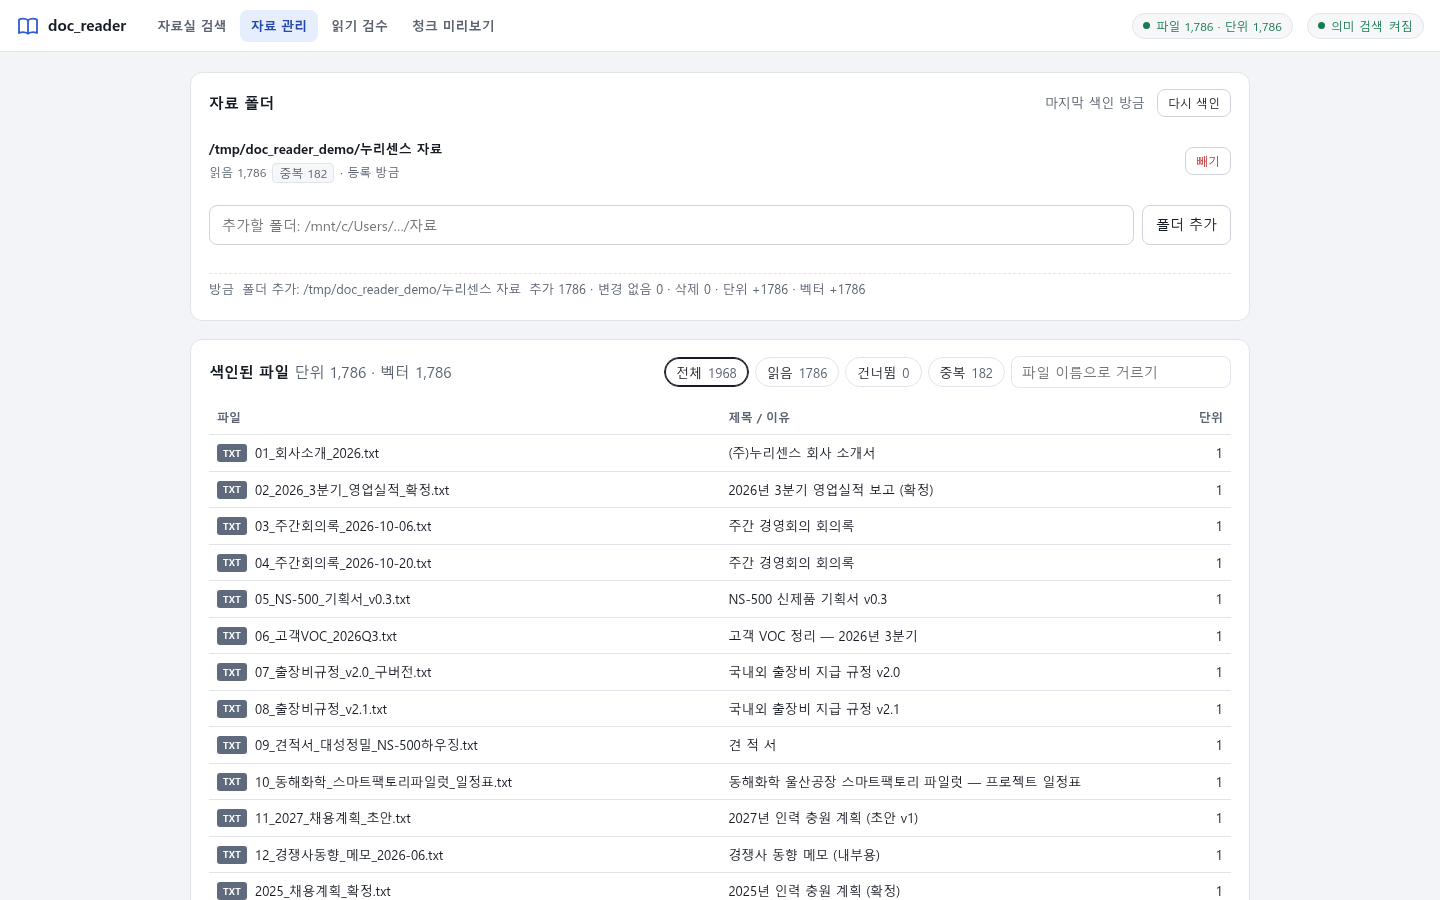 doc_reader 자료실 검색 자료 관리 읽기 검수 청크 미리보기 파일 1,786 · 단위 1,786 의미 검색 켜짐
자료 폴더 마지막 색인 방금 다시 색인
/tmp/doc_reader_demo/누리센스 자료
읽음 1,786 중복 182 · 등록 방금 빼기
추가할 폴더: /mnt/c/Users/.../자료 폴더 추가
방금 폴더 추가: /tmp/doc_reader_demo/누리센스 자료 추가 1786 · 변경 없음 0 · 삭제 0 · 단위 +1786 · 벡터 +1786
색인된 파일 단위 1,786 · 벡터 1,786 전체 1968 읽음 1786 건너뜀 0 중복 182 파일 이름으로 거르기
파일 제목 / 이유 단위
TXT 01_회사소개_2026.txt (주)누리센스 회사 소개서 1
TXT 02_2026_3분기_영업실적_확정.txt 2026년 3분기 영업실적 보고 (확정) 1
TXT 03_주간회의록_2026-10-06.txt 주간 경영회의 회의록 1
TXT 04_주간회의록_2026-10-20.txt 주간 경영회의 회의록 1
TXT 05_NS-500_기획서_v0.3.txt NS-500 신제품 기획서 v0.3 1
TXT 06_고객VOC_2026Q3.txt 고객 VOC 정리 — 2026년 3분기 1
TXT 07_출장비규정_v2.0_구버전.txt 국내외 출장비 지급 규정 v2.0 1
TXT 08_출장비규정_v2.1.txt 국내외 출장비 지급 규정 v2.1 1
TXT 09_견적서_대성정밀_NS-500하우징.txt 견 적 서 1
TXT 10_동해화학_스마트팩토리파일럿_일정표.txt 동해화학 울산공장 스마트팩토리 파일럿 — 프로젝트 일정표 1
TXT 11_2027_채용계획_초안.txt 2027년 인력 충원 계획 (초안 v1) 1
TXT 12_경쟁사동향_메모_2026-06.txt 경쟁사 동향 메모 (내부용) 1
TXT 2025_채용계획_확정.txt 2025년 인력 충원 계획 (확정) 1